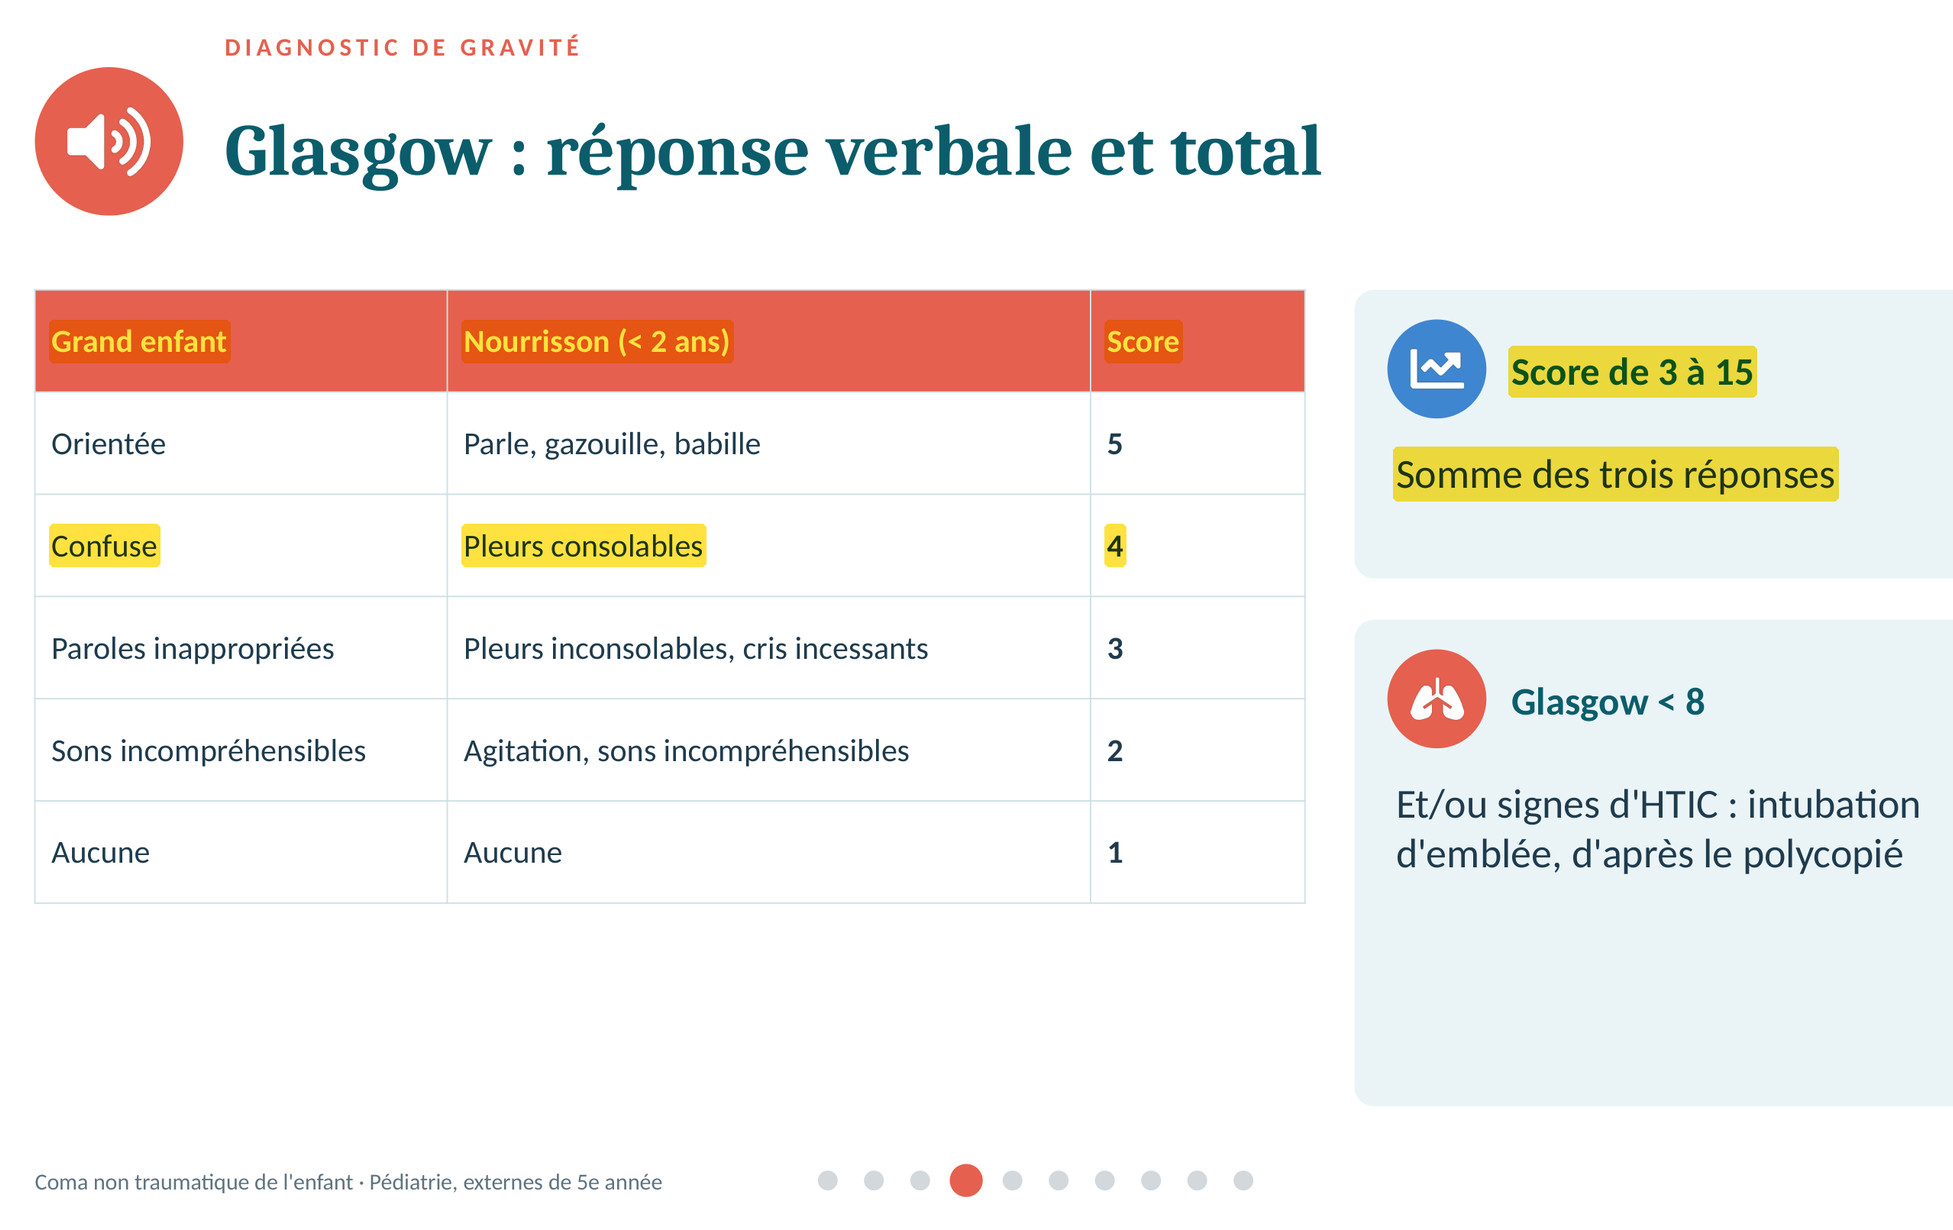 DIAGNOSTIC DE GRAVITÉ
Glasgow : réponse verbale et total
Grand enfant Nourrisson (< 2 ans) Score
Orientée Parle, gazouille, babille 5
Confuse Pleurs consolables 4
Paroles inappropriées Pleurs inconsolables, cris incessants 3
Sons incompréhensibles Agitation, sons incompréhensibles 2
Aucune Aucune 1
Score de 3 à 15
Somme des trois réponses
Glasgow < 8
Et/ou signes d'HTIC : intubation
d'emblée, d'après le polycopié
Coma non traumatique de l'enfant · Pédiatrie, externes de 5e année